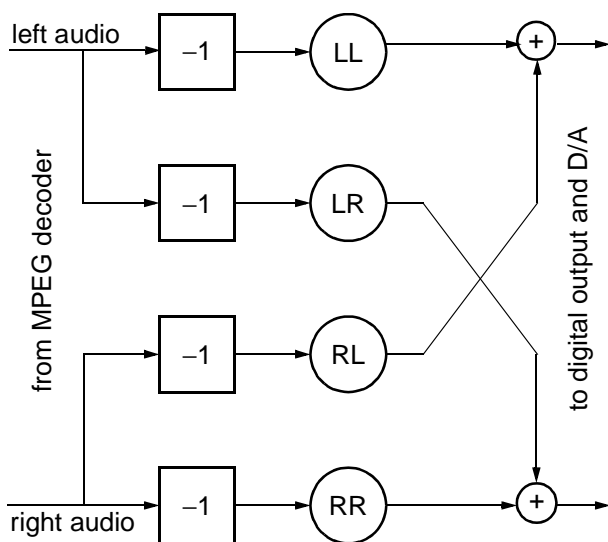 left audio
−1
LL
+
−1
LR
from MPEG decoder
to digital output and D/A
−1
RL
right audio
−1
RR
+